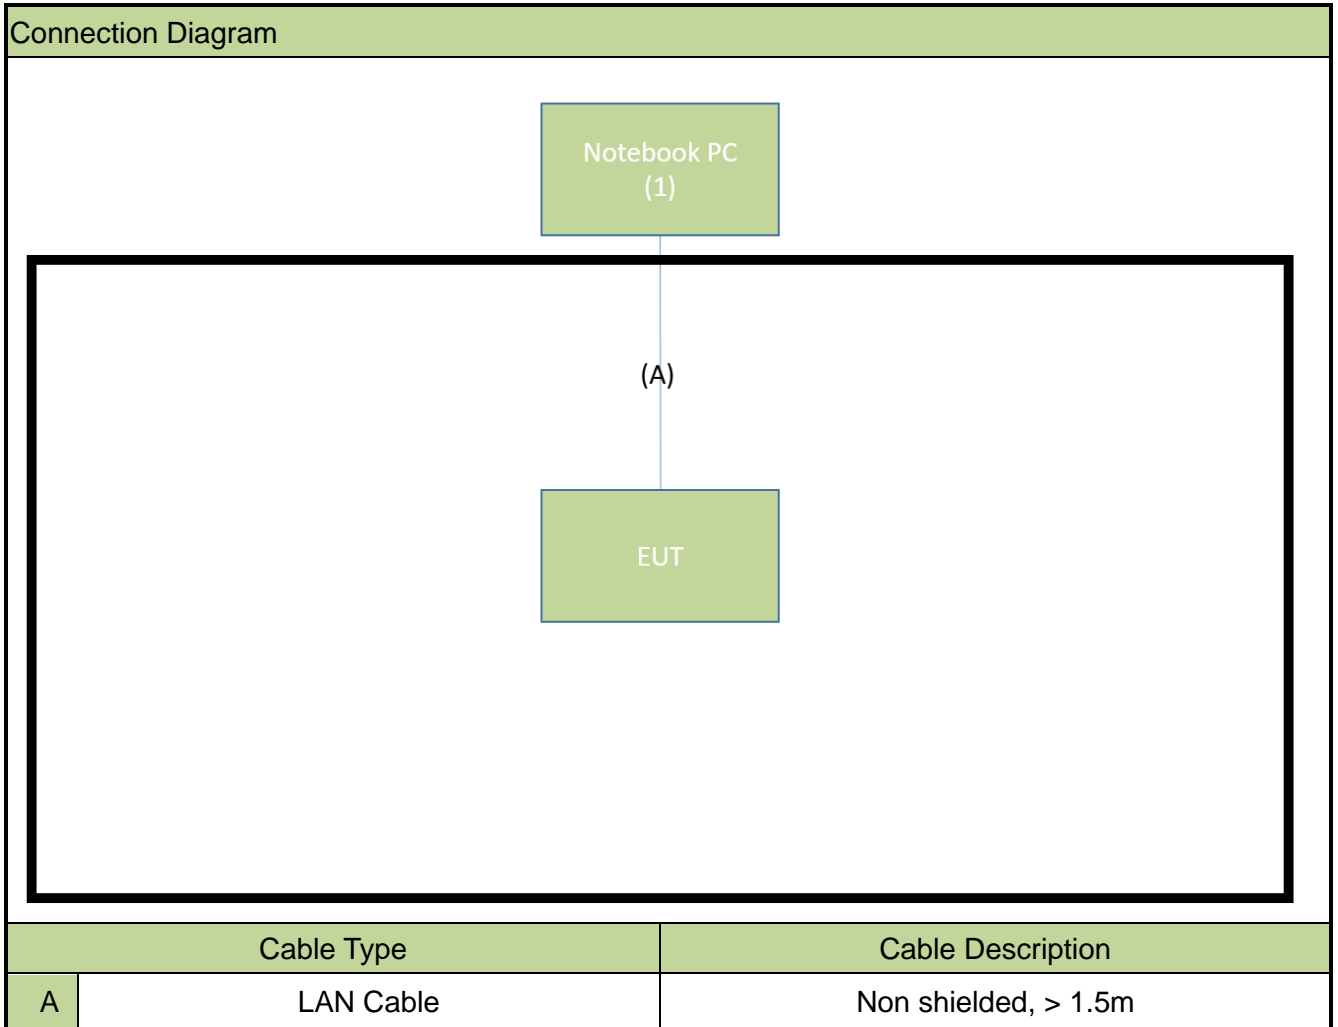 Connection Diagram
Notebook PC
(1)
(A)
EUT
Cable Type Cable Description
A LAN Cable Non shielded, > 1.5m